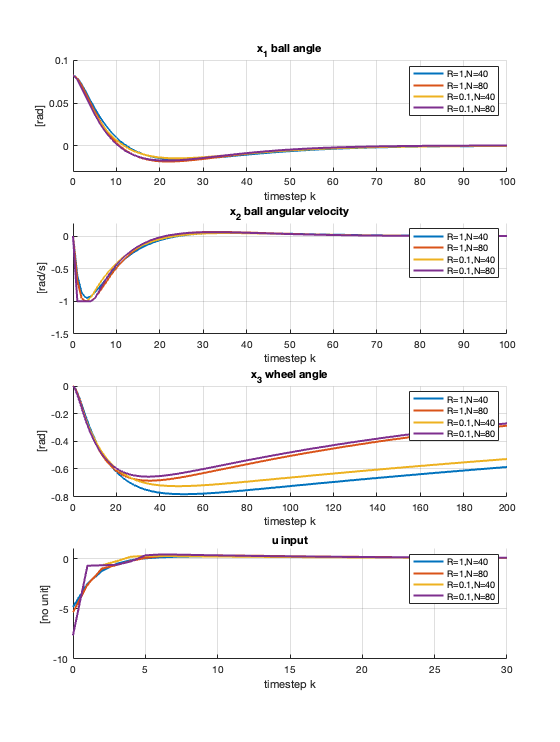 x1 ball angle
0.1
0.05
0
[rad]
0 10 20 30 40 50 60 70 80 90 100
timestep k
R=1,N=40
R=1,N=80
R=0.1,N=40
R=0.1,N=80
x2 ball angular velocity
0
-0.5
-1
-1.5
[rad/s]
0 10 20 30 40 50 60 70 80 90 100
timestep k
R=1,N=40
R=1,N=80
R=0.1,N=40
R=0.1,N=80
x3 wheel angle
0
-0.2
-0.4
-0.6
-0.8
[rad]
0 20 40 60 80 100 120 140 160 180 200
timestep k
R=1,N=40
R=1,N=80
R=0.1,N=40
R=0.1,N=80
u input
0
-5
-10
[no unit]
0 5 10 15 20 25 30
timestep k
R=1,N=40
R=1,N=80
R=0.1,N=40
R=0.1,N=80